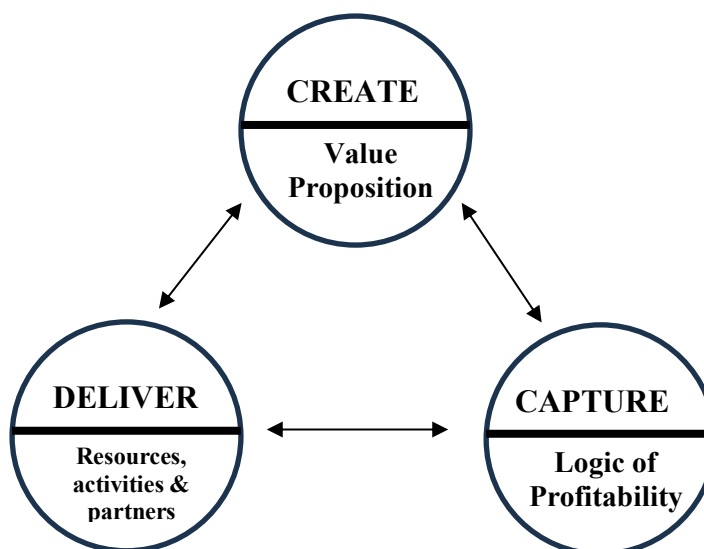 CREATE
Value
Proposition
DELIVER
Resources,
activities &
partners
CAPTURE
Logic of
Profitability